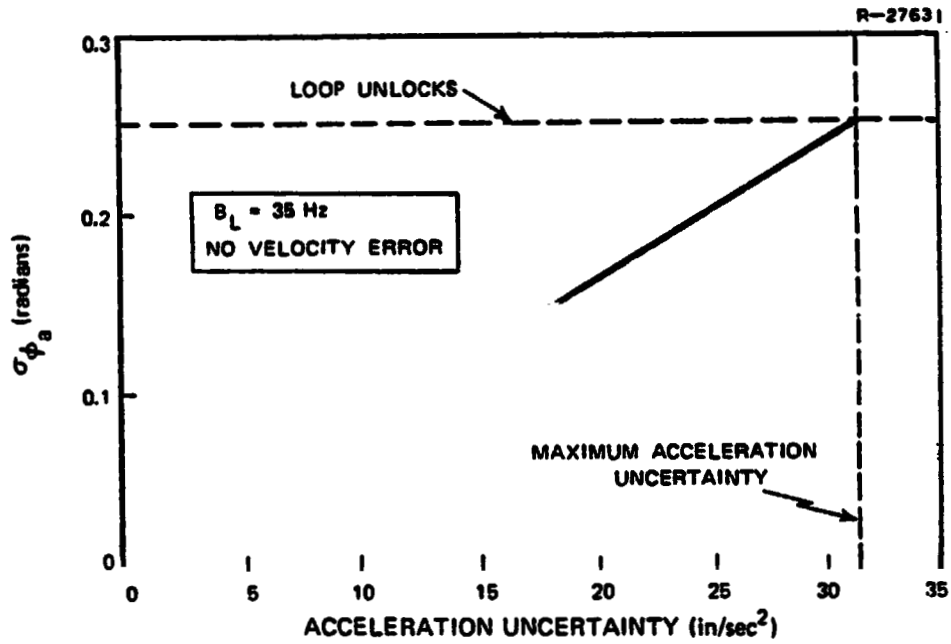 R-27631
0.3
LOOP UNLOCKS
B_L = 35 Hz
NO VELOCITY ERROR
0.2
σ_ϕ_a (radians)
0.1
MAXIMUM ACCELERATION
UNCERTAINTY
0
0 5 10 15 20 25 30 35
ACCELERATION UNCERTAINTY (in/sec²)